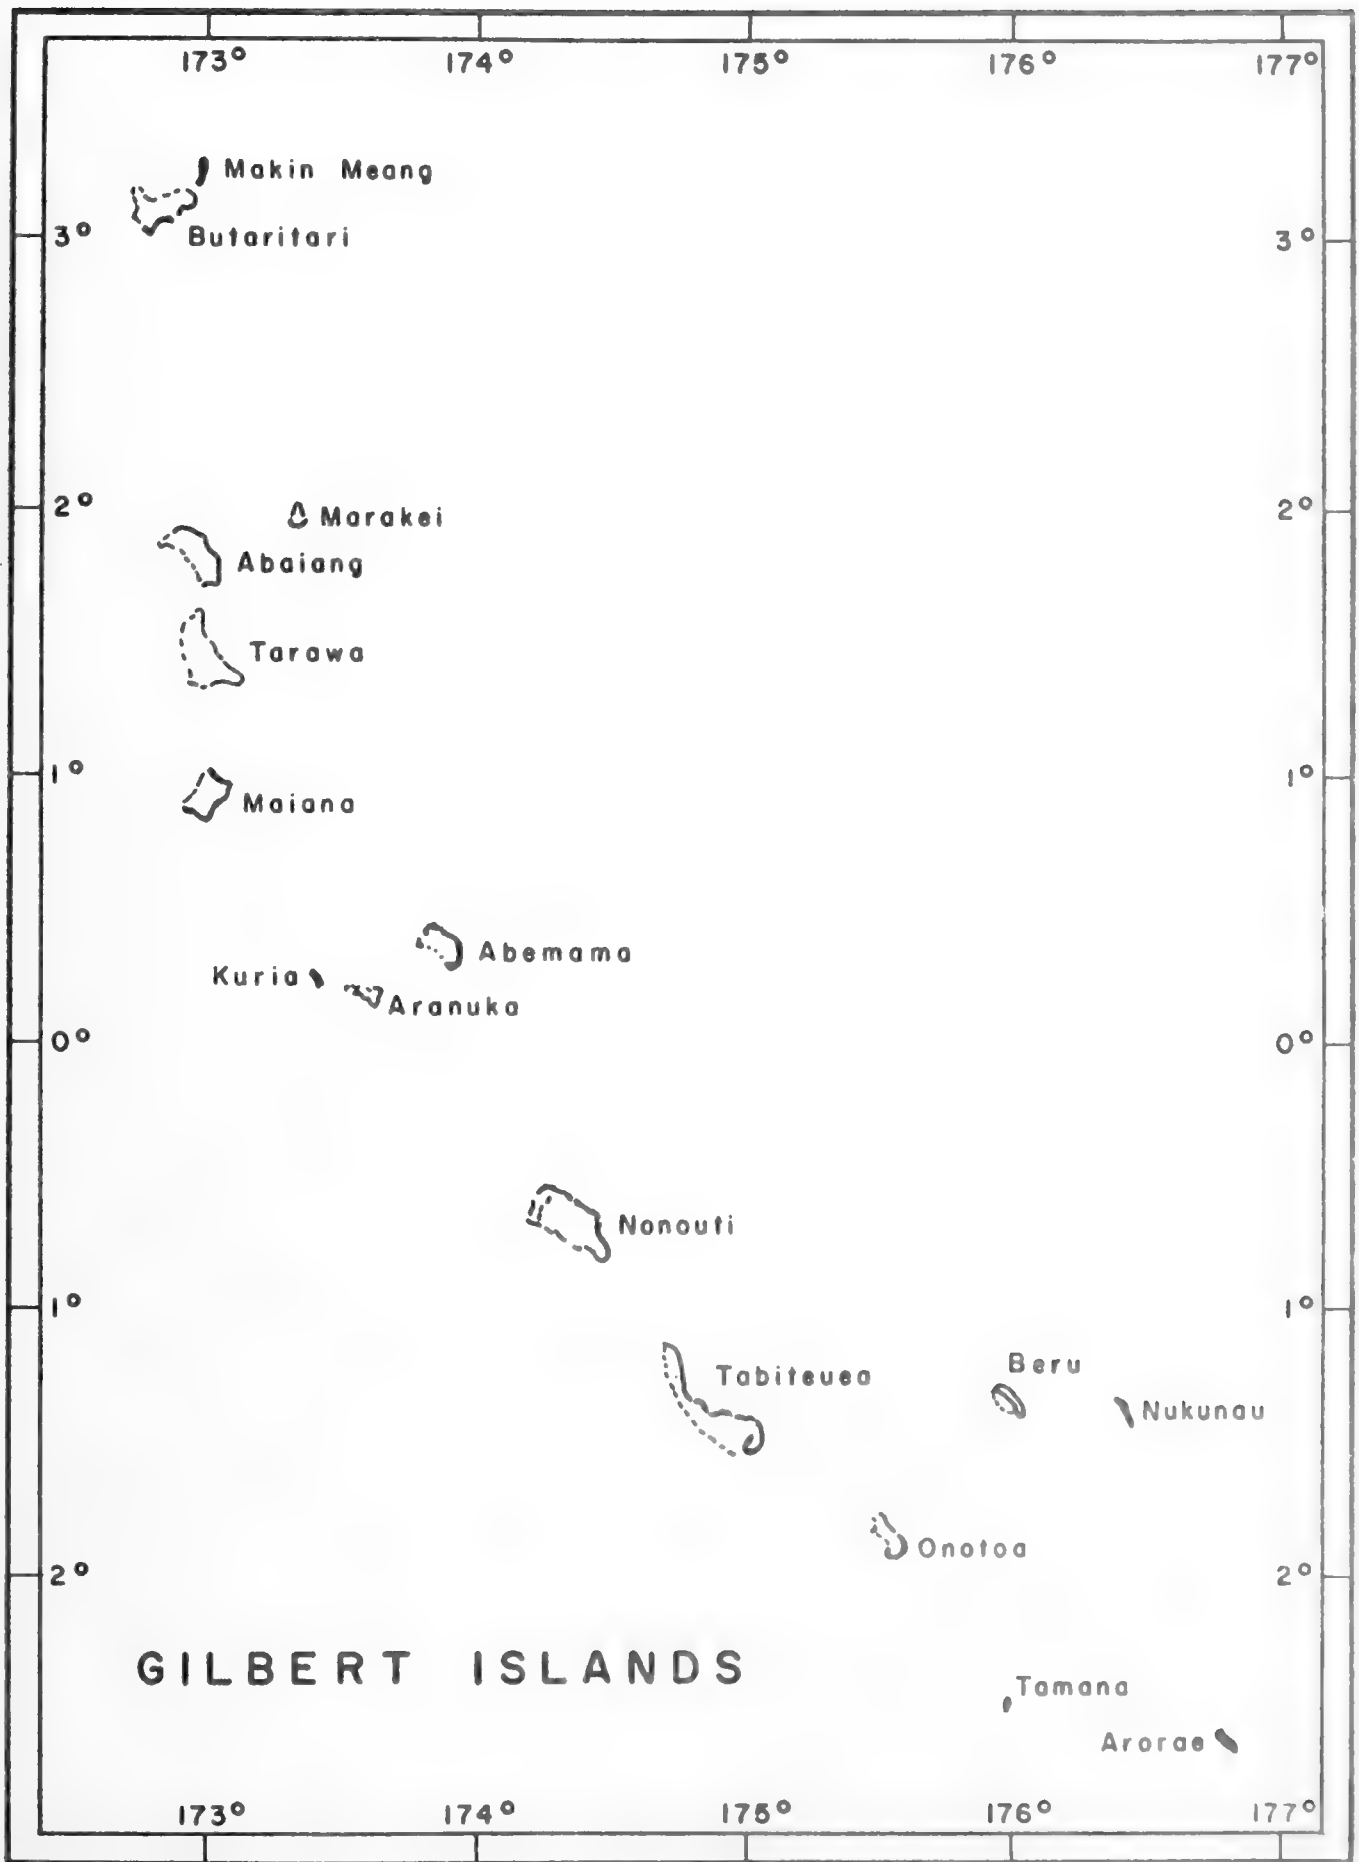 173° 174° 175° 176° 177°
Makin Meang
Butaritari
3° 3°
2° 2°
Marakei
Abaiang
Tarawa
1° 1°
Maiana
Abemama
Kuria
Aranuka
0° 0°
Nonouti
1° 1°
Beru
Tabiteuea
Nukunau
Onotoa
2° 2°
GILBERT ISLANDS
Tamana
Arorae
173° 174° 175° 176° 177°